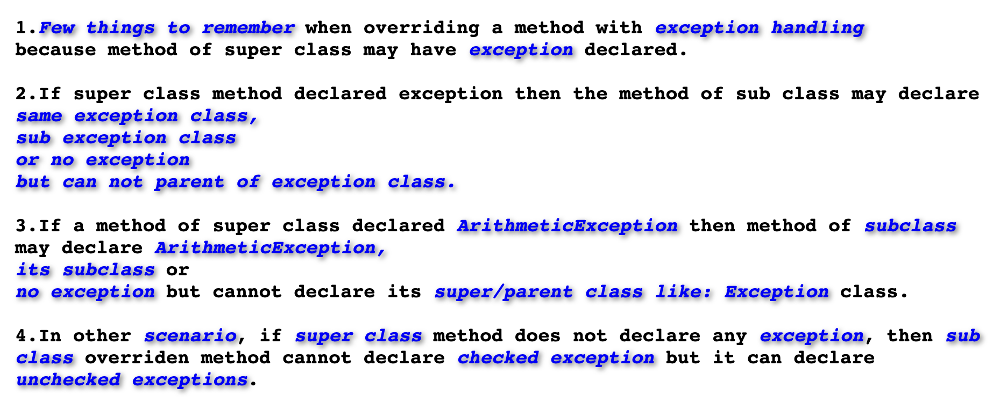 1.Few things to remember when overriding a method with exception handling
because method of super class may have exception declared.
2.If super class method declared exception then the method of sub class may declare
same exception class,
sub exception class
or no exception
but can not parent of exception class.
3.If a method of super class declared ArithmeticException then method of subclass
may declare ArithmeticException,
its subclass or
no exception but cannot declare its super/parent class like: Exception class.
4.In other scenario, if super class method does not declare any exception, then sub
class overriden method cannot declare checked exception but it can declare
unchecked exceptions.